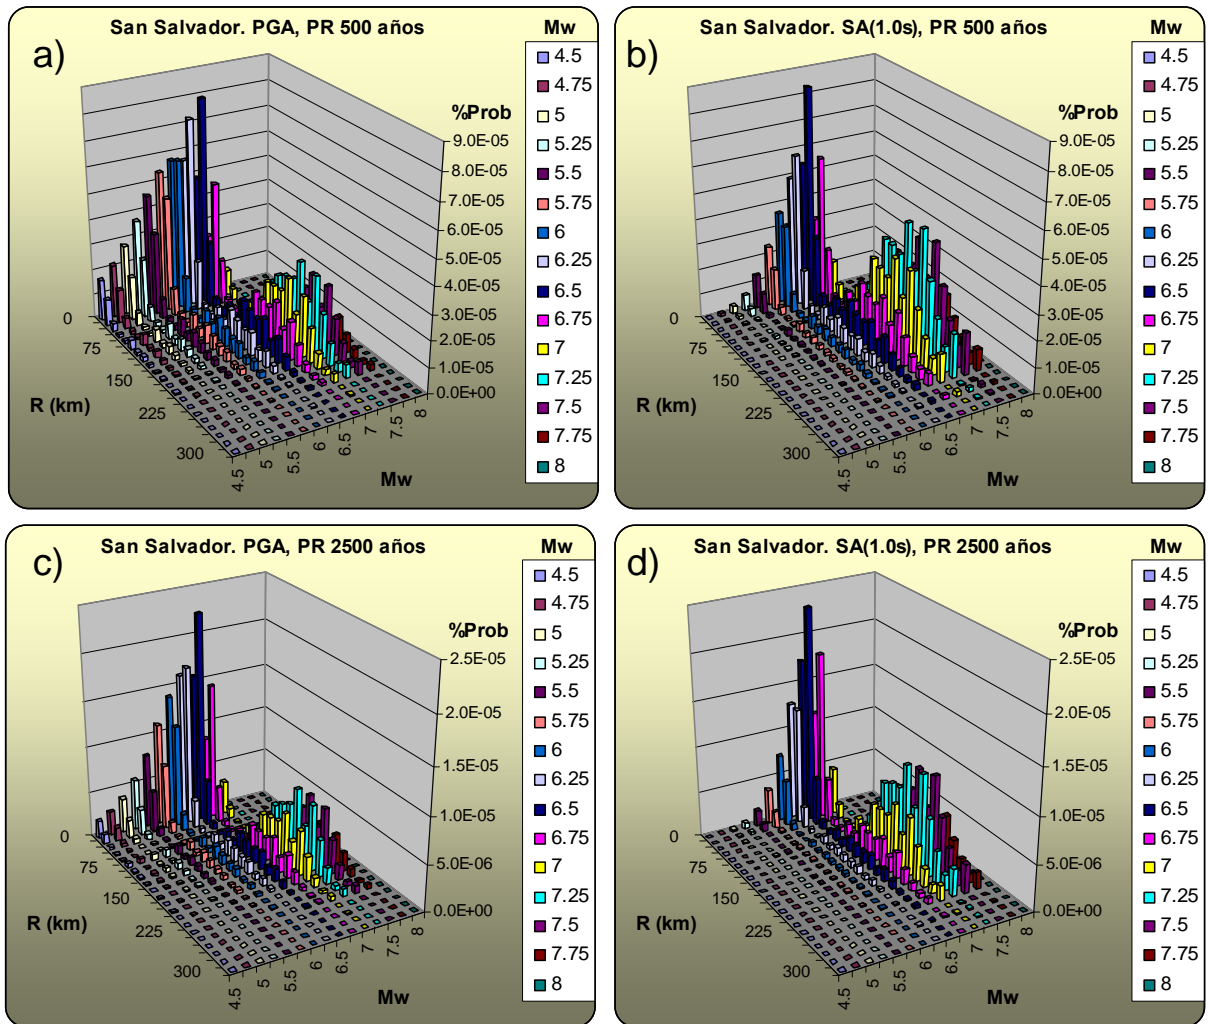 San Salvador. PGA, PR 500 años
a)
%Prob
9.0E-05
8.0E-05
7.0E-05
6.0E-05
5.0E-05
4.0E-05
3.0E-05
2.0E-05
1.0E-05
0.0E+00
0
75
150
225
300
R (km)
4.5
5
5.5
6
6.5
7
7.5
8
Mw
Mw
4.5
4.75
5
5.25
5.5
5.75
6
6.25
6.5
6.75
7
7.25
7.5
7.75
8
San Salvador. SA(1.0s), PR 500 años
b)
%Prob
9.0E-05
8.0E-05
7.0E-05
6.0E-05
5.0E-05
4.0E-05
3.0E-05
2.0E-05
1.0E-05
0.0E+00
0
75
150
225
300
R (km)
4.5
5
5.5
6
6.5
7
7.5
8
Mw
Mw
4.5
4.75
5
5.25
5.5
5.75
6
6.25
6.5
6.75
7
7.25
7.5
7.75
8
San Salvador. PGA, PR 2500 años
c)
%Prob
2.5E-05
2.0E-05
1.5E-05
1.0E-05
5.0E-06
0.0E+00
0
75
150
225
300
R (km)
4.5
5
5.5
6
6.5
7
7.5
8
Mw
Mw
4.5
4.75
5
5.25
5.5
5.75
6
6.25
6.5
6.75
7
7.25
7.5
7.75
8
San Salvador. SA(1.0s), PR 2500 años
d)
%Prob
2.5E-05
2.0E-05
1.5E-05
1.0E-05
5.0E-06
0.0E+00
0
75
150
225
300
R (km)
4.5
5
5.5
6
6.5
7
7.5
8
Mw
Mw
4.5
4.75
5
5.25
5.5
5.75
6
6.25
6.5
6.75
7
7.25
7.5
7.75
8